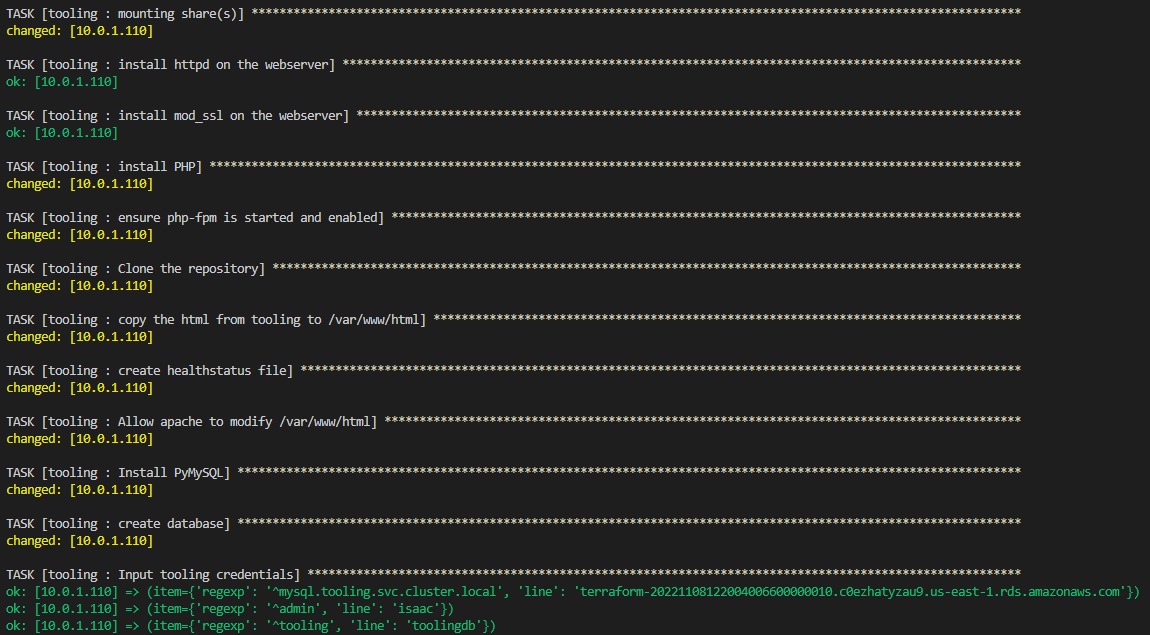 TASK [tooling : mounting share(s)] **************************************************************************************************************
changed: [10.0.1.110]
TASK [tooling : install httpd on the webserver] *************************************************************************************************
ok: [10.0.1.110]
TASK [tooling : install mod_ssl on the webserver] ***********************************************************************************************
ok: [10.0.1.110]
TASK [tooling : install PHP] ********************************************************************************************************************
changed: [10.0.1.110]
TASK [tooling : ensure php-fpm is started and enabled] ******************************************************************************************
changed: [10.0.1.110]
TASK [tooling : Clone the repository] ***********************************************************************************************************
changed: [10.0.1.110]
TASK [tooling : copy the html from tooling to /var/www/html] ************************************************************************************
changed: [10.0.1.110]
TASK [tooling : create healthstatus file] *******************************************************************************************************
changed: [10.0.1.110]
TASK [tooling : Allow apache to modify /var/www/html] *******************************************************************************************
changed: [10.0.1.110]
TASK [tooling : Install PyMySQL] ****************************************************************************************************************
changed: [10.0.1.110]
TASK [tooling : create database] ****************************************************************************************************************
changed: [10.0.1.110]
TASK [tooling : Input tooling credentials] ******************************************************************************************************
ok: [10.0.1.110] => (item={'regexp': '^mysql.tooling.svc.cluster.local', 'line': 'terraform-20221108122004006600000010.c0ezhatyzau9.us-east-1.rds.amazonaws.com'})
ok: [10.0.1.110] => (item={'regexp': '^admin', 'line': 'isaac'})
ok: [10.0.1.110] => (item={'regexp': '^tooling', 'line': 'toolingdb'})